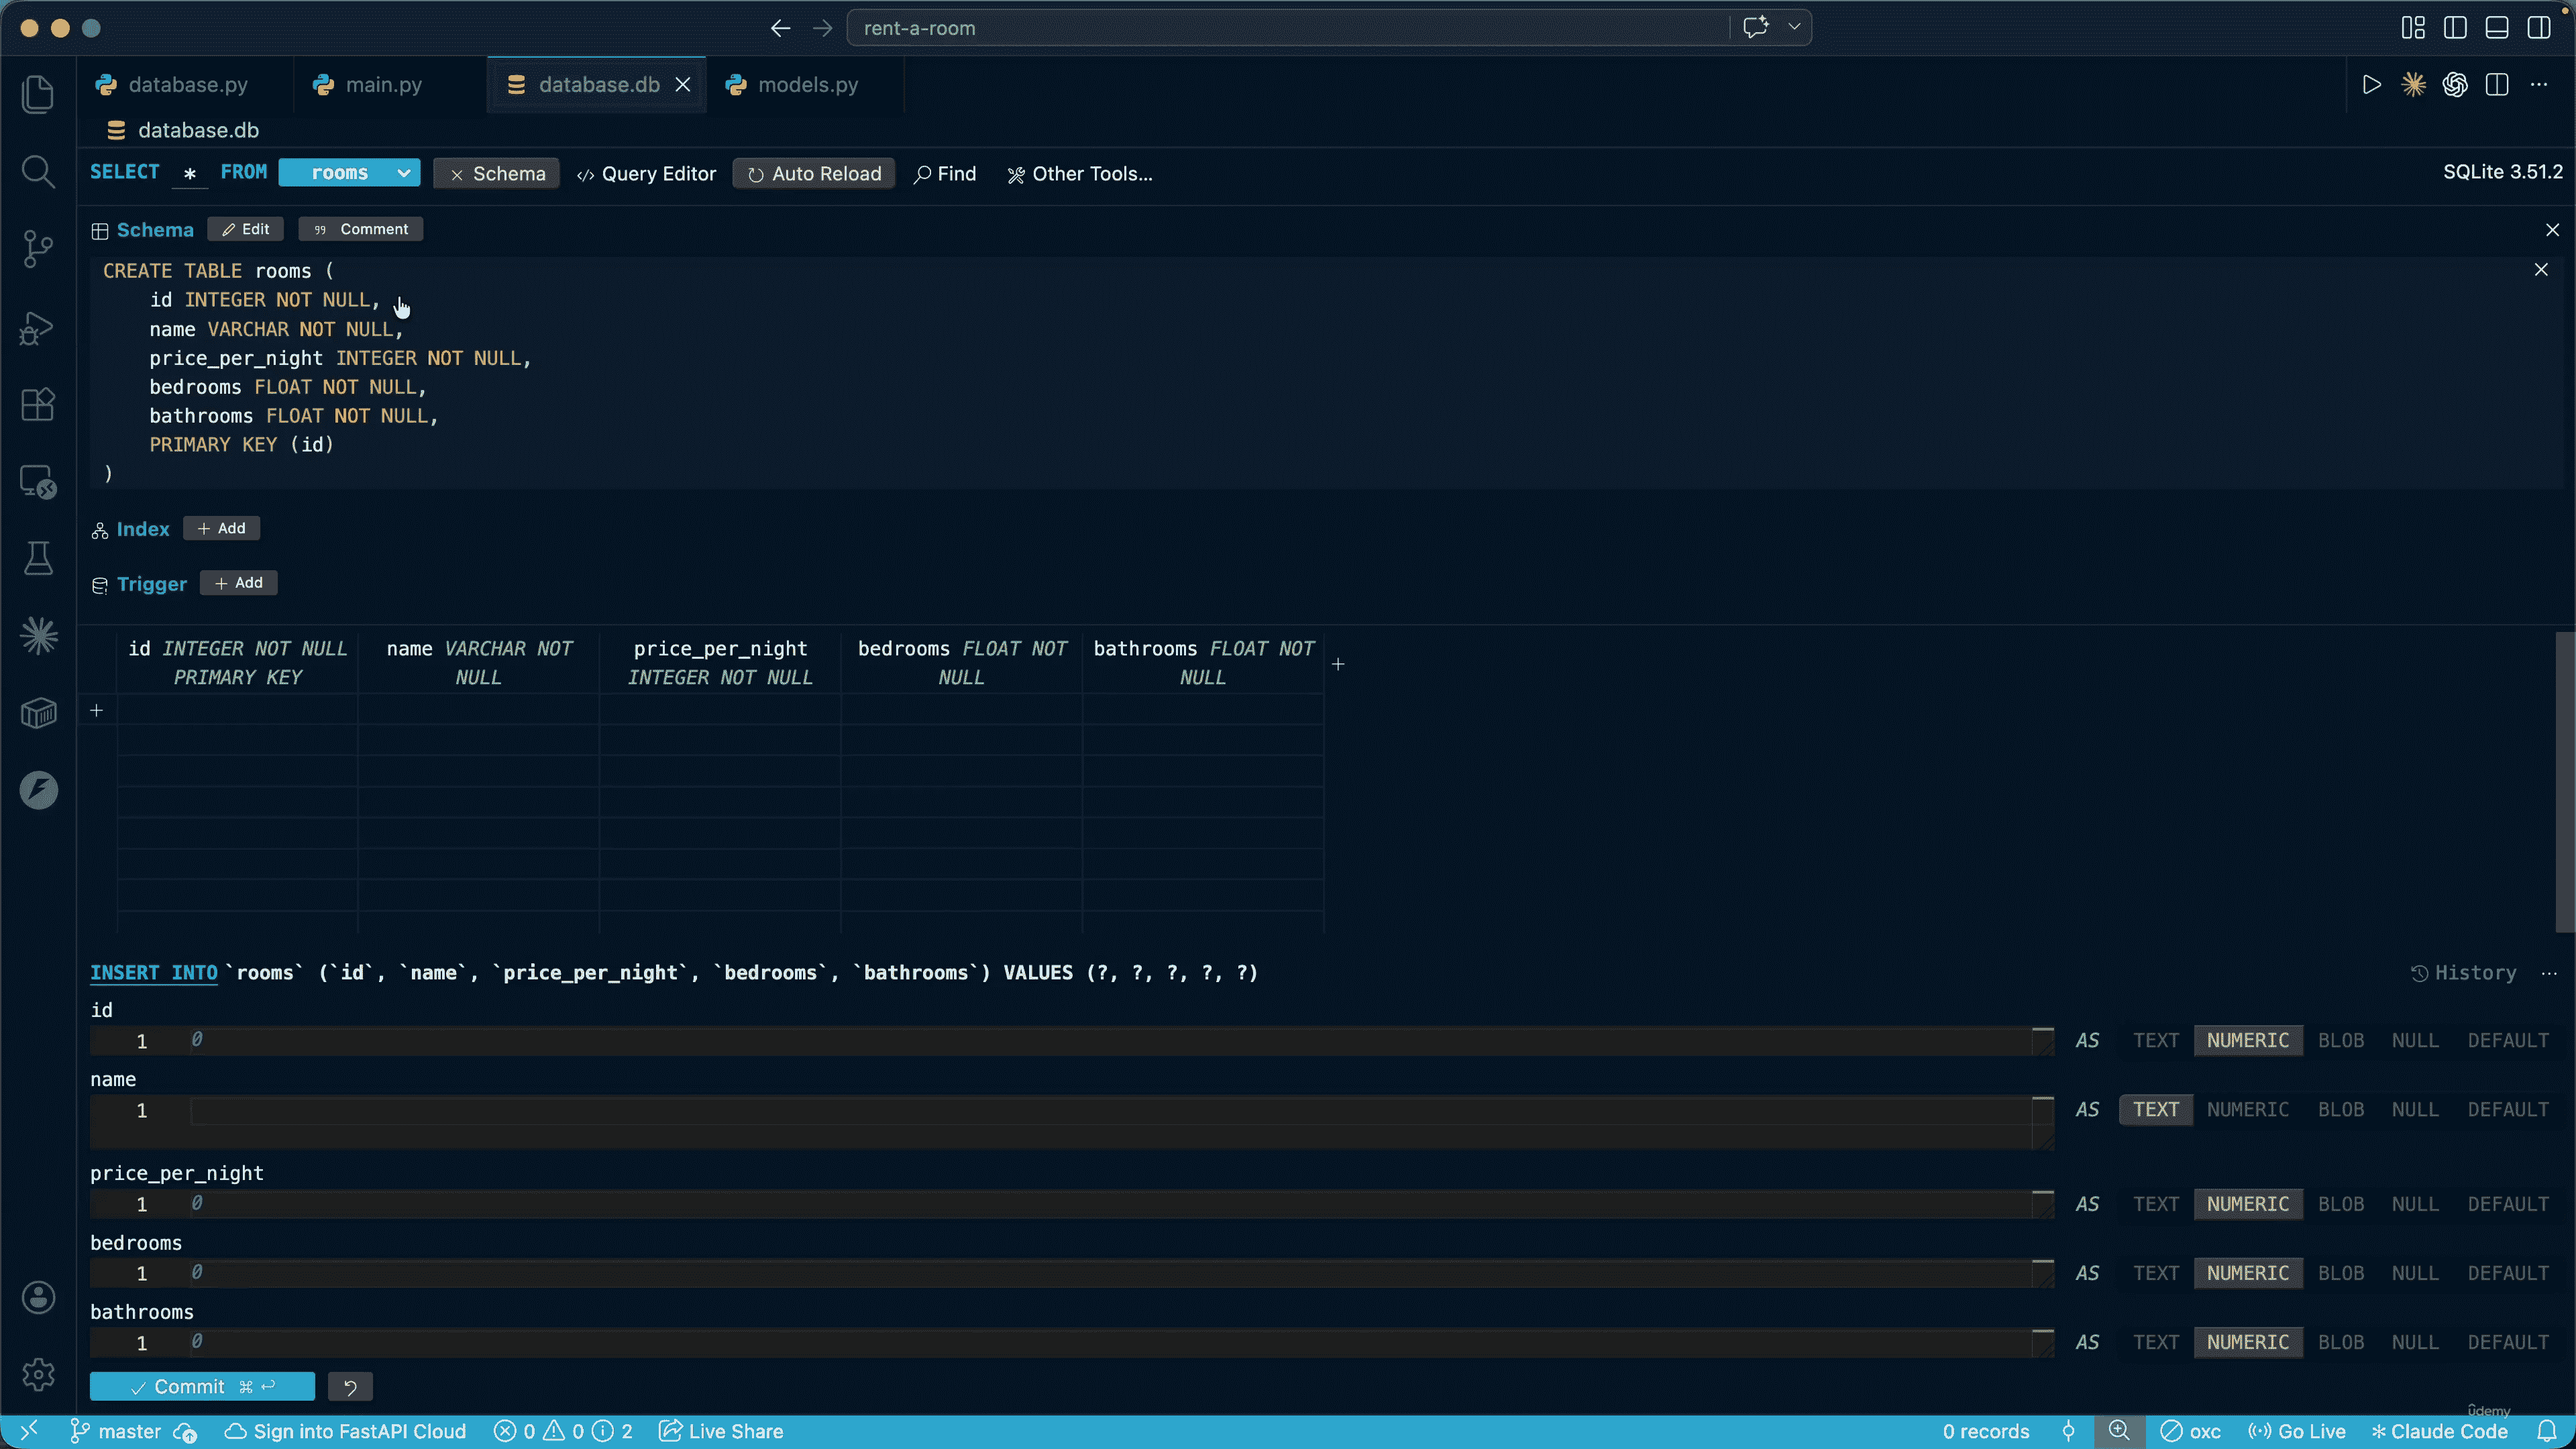 rent-a-room
database.py
main.py
database.db
models.py
database.db
SELECT * FROM rooms Schema Query Editor Auto Reload Find Other Tools... SQLite 3.51.2
Schema Edit Comment
CREATE TABLE rooms (
id INTEGER NOT NULL,
name VARCHAR NOT NULL,
price_per_night INTEGER NOT NULL,
bedrooms FLOAT NOT NULL,
bathrooms FLOAT NOT NULL,
PRIMARY KEY (id)
)
Index + Add
Trigger + Add
id INTEGER NOT NULL PRIMARY KEY
name VARCHAR NOT NULL
price_per_night INTEGER NOT NULL
bedrooms FLOAT NOT NULL
bathrooms FLOAT NOT NULL
+
+
INSERT INTO `rooms` (`id`, `name`, `price_per_night`, `bedrooms`, `bathrooms`) VALUES (?, ?, ?, ?, ?) History ...
id
1 0 AS TEXT NUMERIC BLOB NULL DEFAULT
name
1 AS TEXT NUMERIC BLOB NULL DEFAULT
price_per_night
1 0 AS TEXT NUMERIC BLOB NULL DEFAULT
bedrooms
1 0 AS TEXT NUMERIC BLOB NULL DEFAULT
bathrooms
1 0 AS TEXT NUMERIC BLOB NULL DEFAULT
Commit ⌘
ûdemy
master Sign into FastAPI Cloud 0 0 2 Live Share 0 records oxc Go Live Claude Code